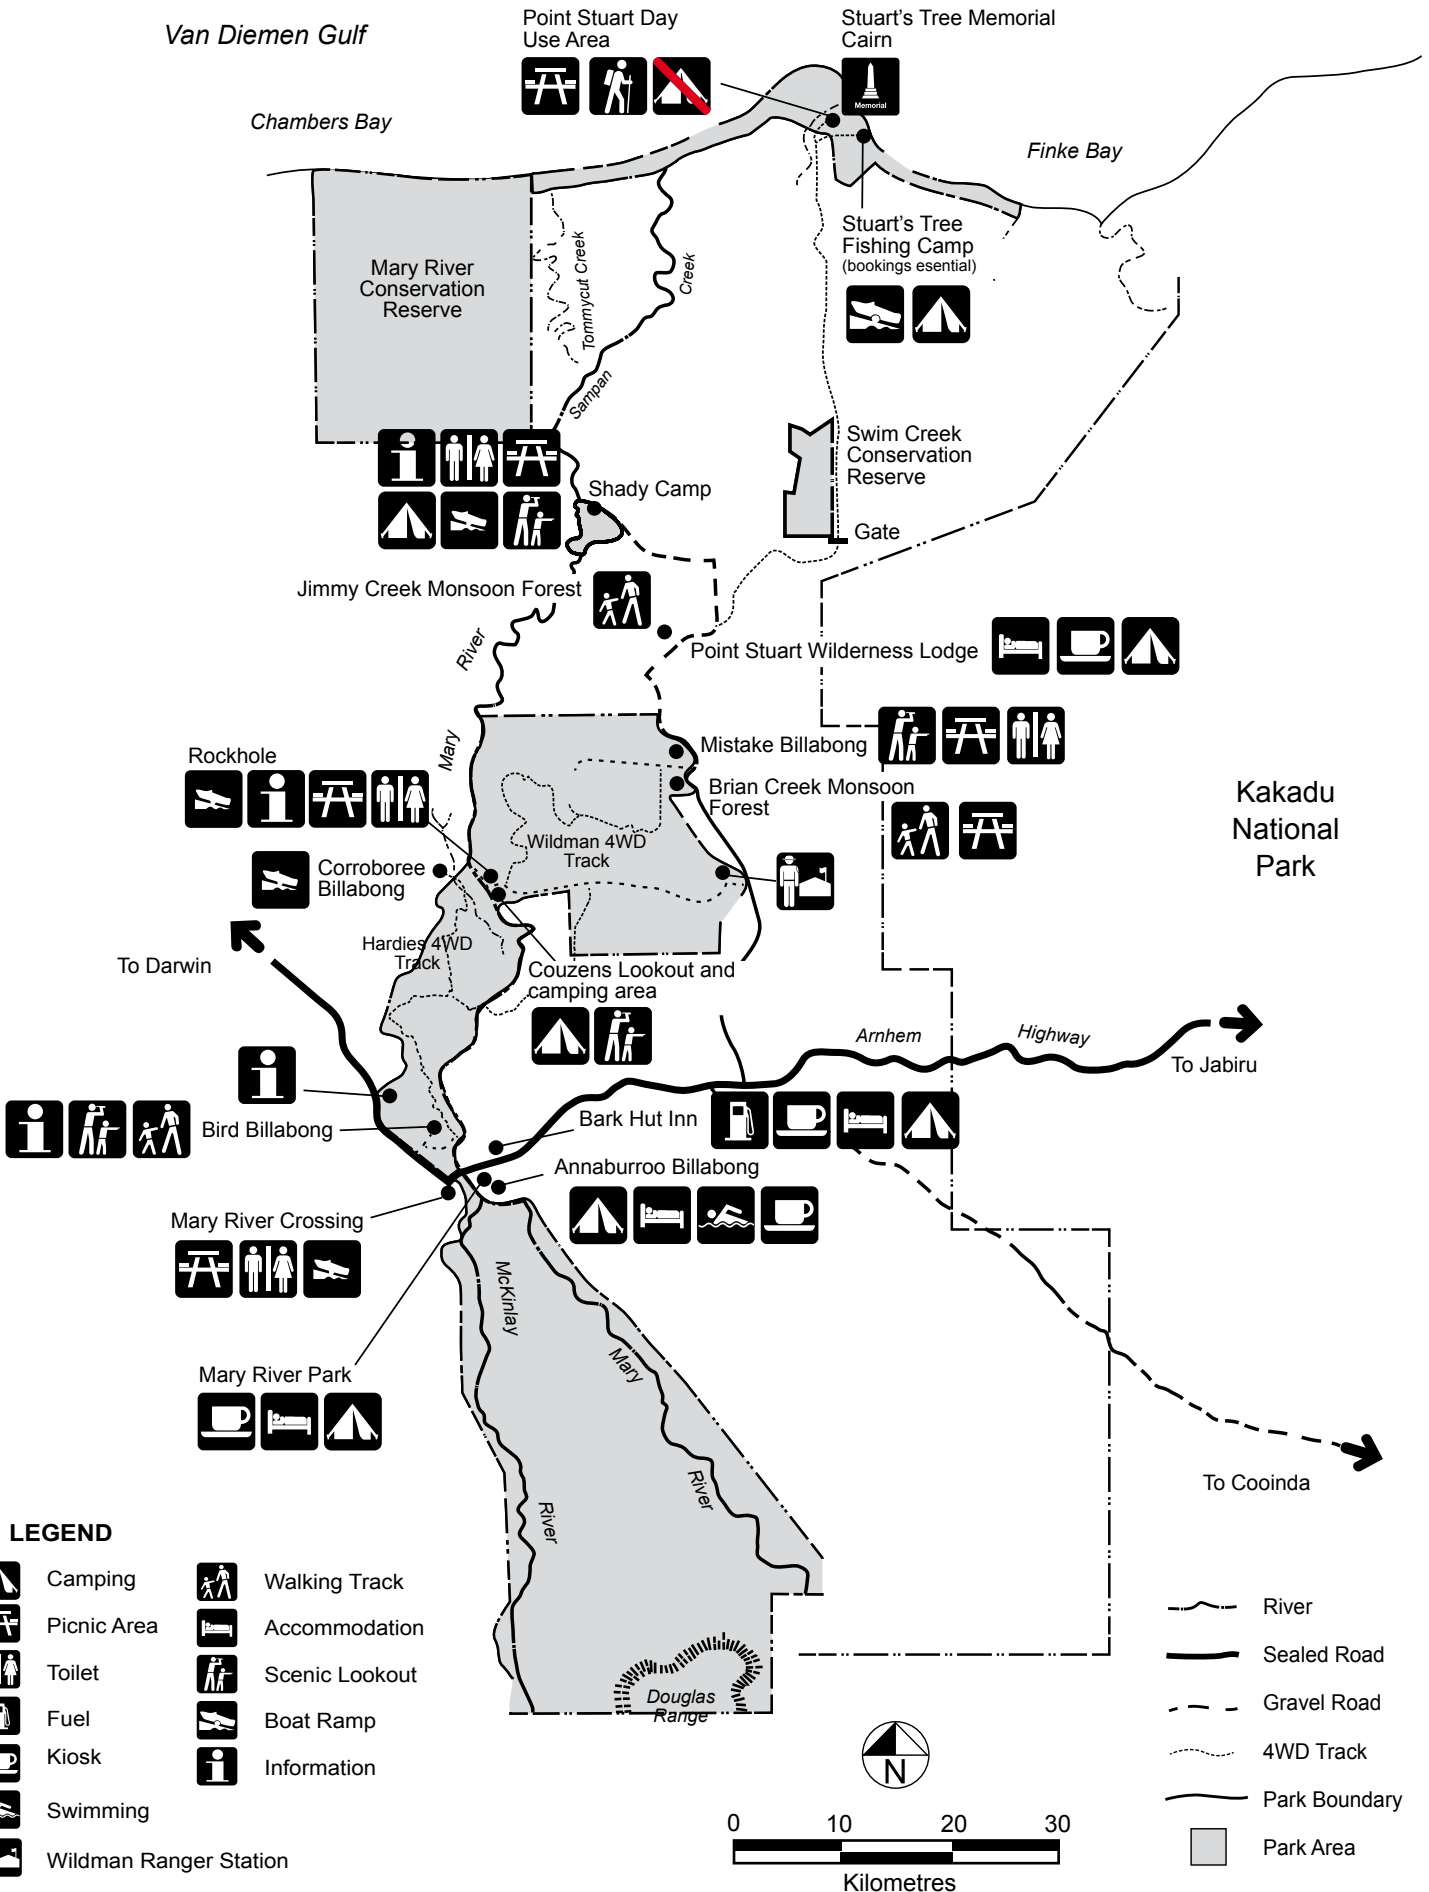 Van Diemen Gulf
Point Stuart Day
Use Area
Stuart's Tree Memorial
Cairn
Memorial
Chambers Bay
Finke Bay
Stuart's Tree
Fishing Camp
(bookings esential)
Mary River
Conservation
Reserve
Tommycut Creek
Creek
Sampan
Swim Creek
Conservation
Reserve
Shady Camp
Gate
Jimmy Creek Monsoon Forest
River
Point Stuart Wilderness Lodge
Mary
Rockhole
Mistake Billabong
Brian Creek Monsoon
Forest
Kakadu
National
Park
Wildman 4WD
Track
Corroboree
Billabong
Hardies 4WD
Track
To Darwin
Couzens Lookout and
camping area
Arnhem
Highway
To Jabiru
Bark Hut Inn
Bird Billabong
Annaburroo Billabong
Mary River Crossing
McKinlay
Mary
Mary River Park
River
River
To Cooinda
LEGEND
Camping
Picnic Area
Toilet
Fuel
Kiosk
Swimming
Wildman Ranger Station
Walking Track
Accommodation
Scenic Lookout
Boat Ramp
Information
Douglas
Range
N
0 10 20 30
Kilometres
River
Sealed Road
Gravel Road
4WD Track
Park Boundary
Park Area